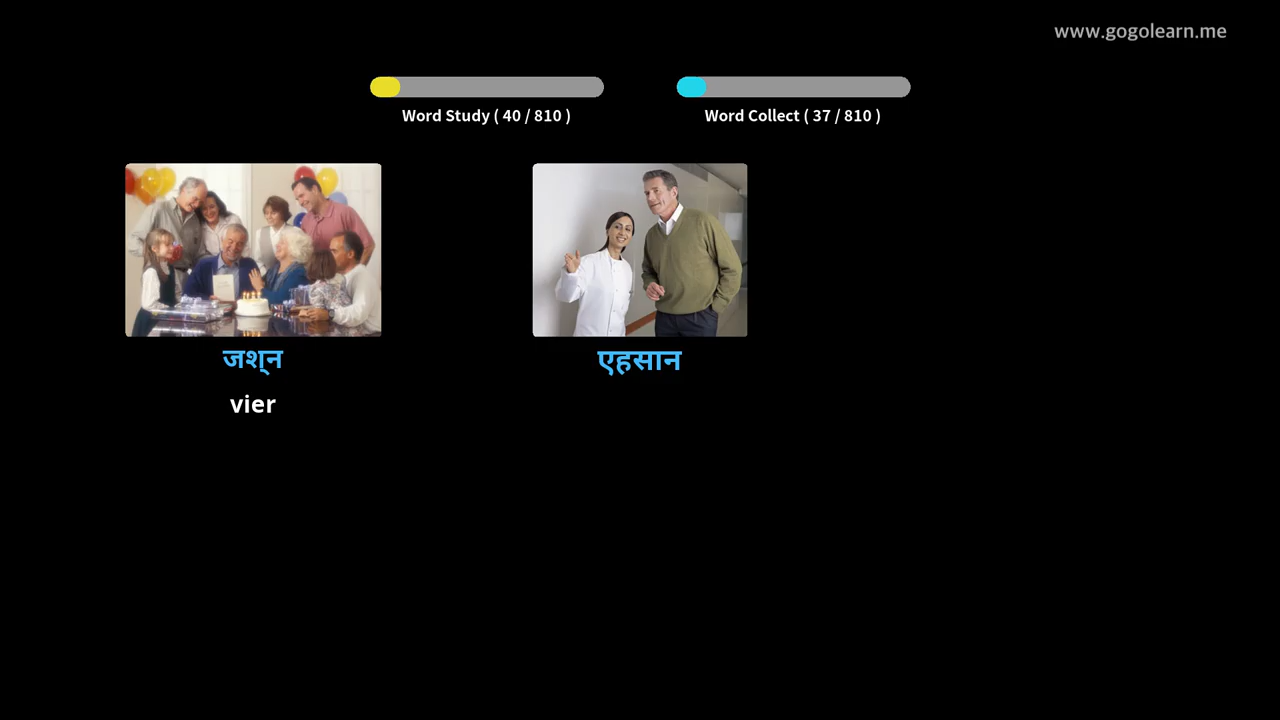 www.gogolearn.me
Word Study ( 40 / 810 )
Word Collect ( 37 / 810 )
जश्न
एहसान
vier